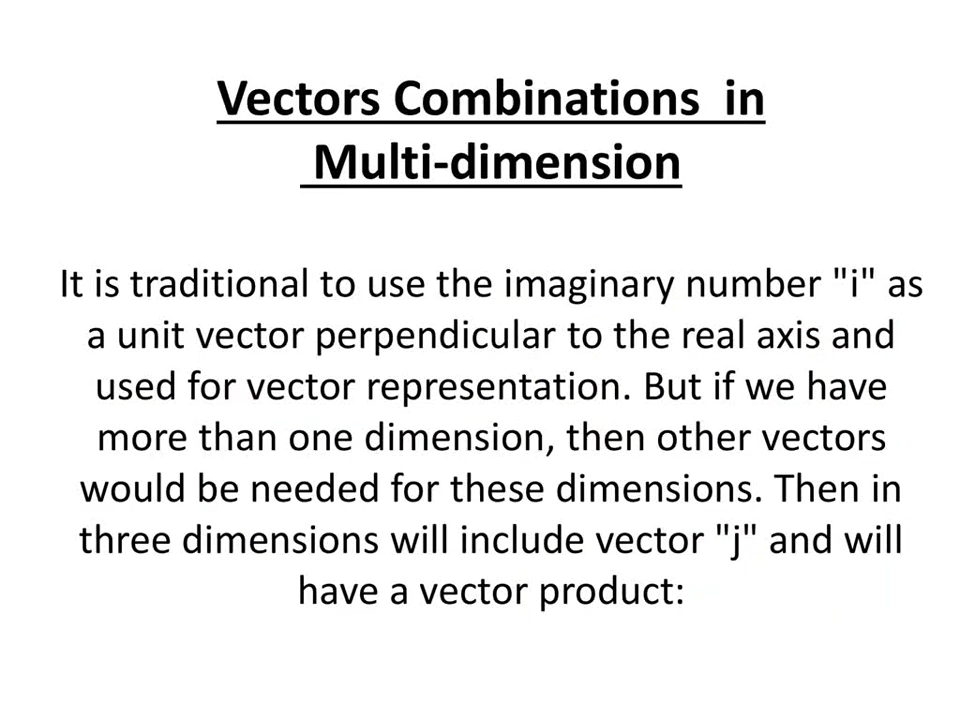 Vectors Combinations in
Multi-dimension
It is traditional to use the imaginary number "i" as
a unit vector perpendicular to the real axis and
used for vector representation. But if we have
more than one dimension, then other vectors
would be needed for these dimensions. Then in
three dimensions will include vector "j" and will
have a vector product: